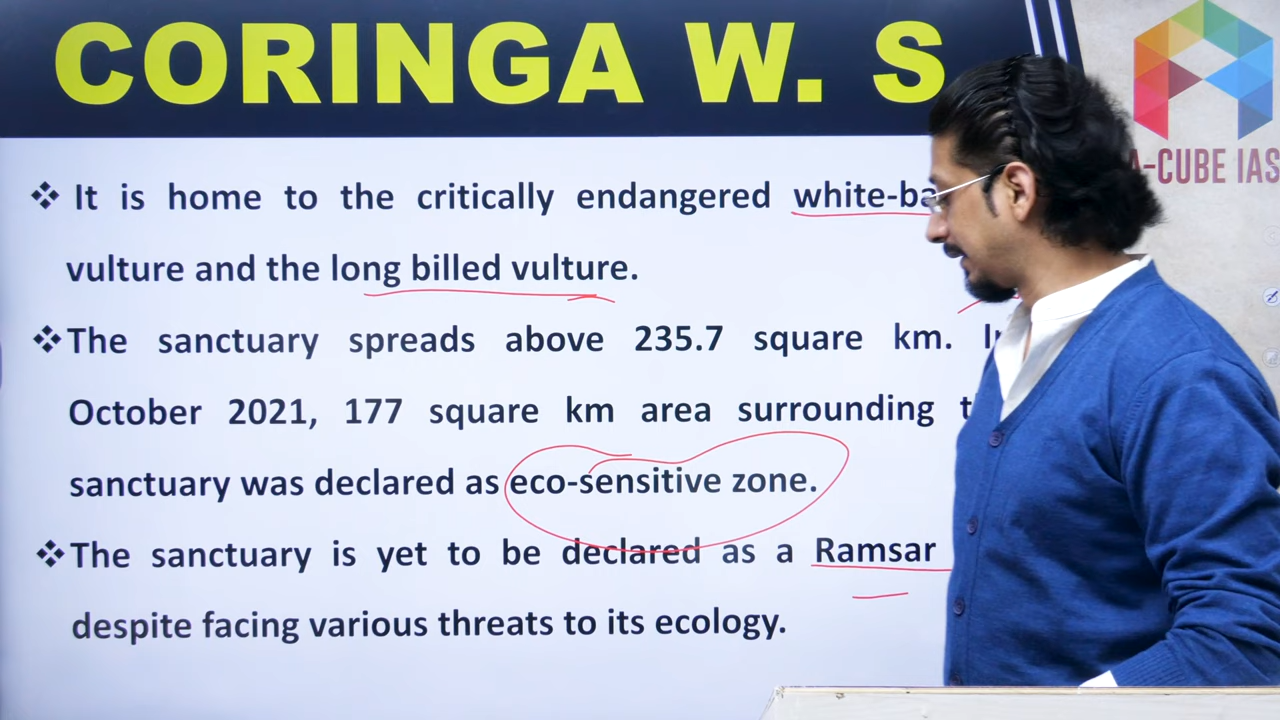 CORINGA W. S
A-CUBE IAS
❖ It is home to the critically endangered white-ba
vulture and the long billed vulture.
❖ The sanctuary spreads above 235.7 square km.
October 2021, 177 square km area surrounding
sanctuary was declared as eco-sensitive zone.
❖ The sanctuary is yet to be declared as a Ramsar
despite facing various threats to its ecology.